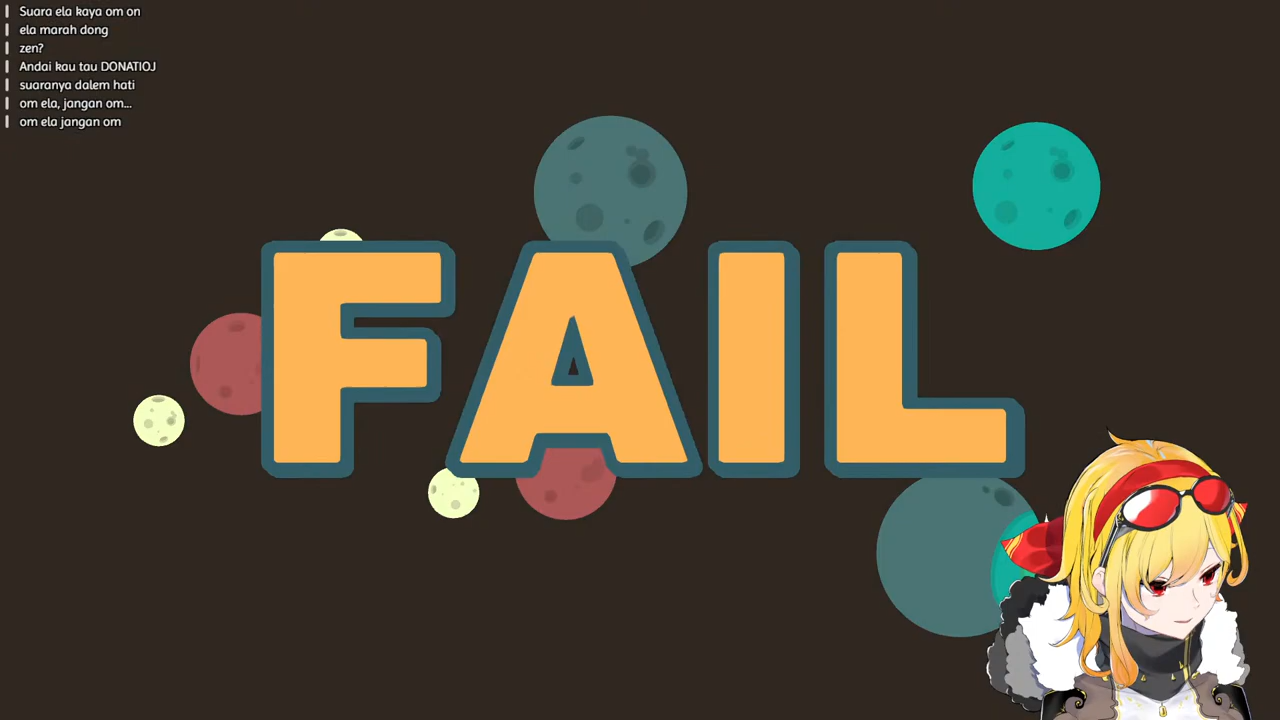 Suara ela kaya om on
ela marah dong
zen?
Andai kau tau DONATIOJ
suaranya dalem hati
om ela, jangan om...
om ela jangan om
FAIL